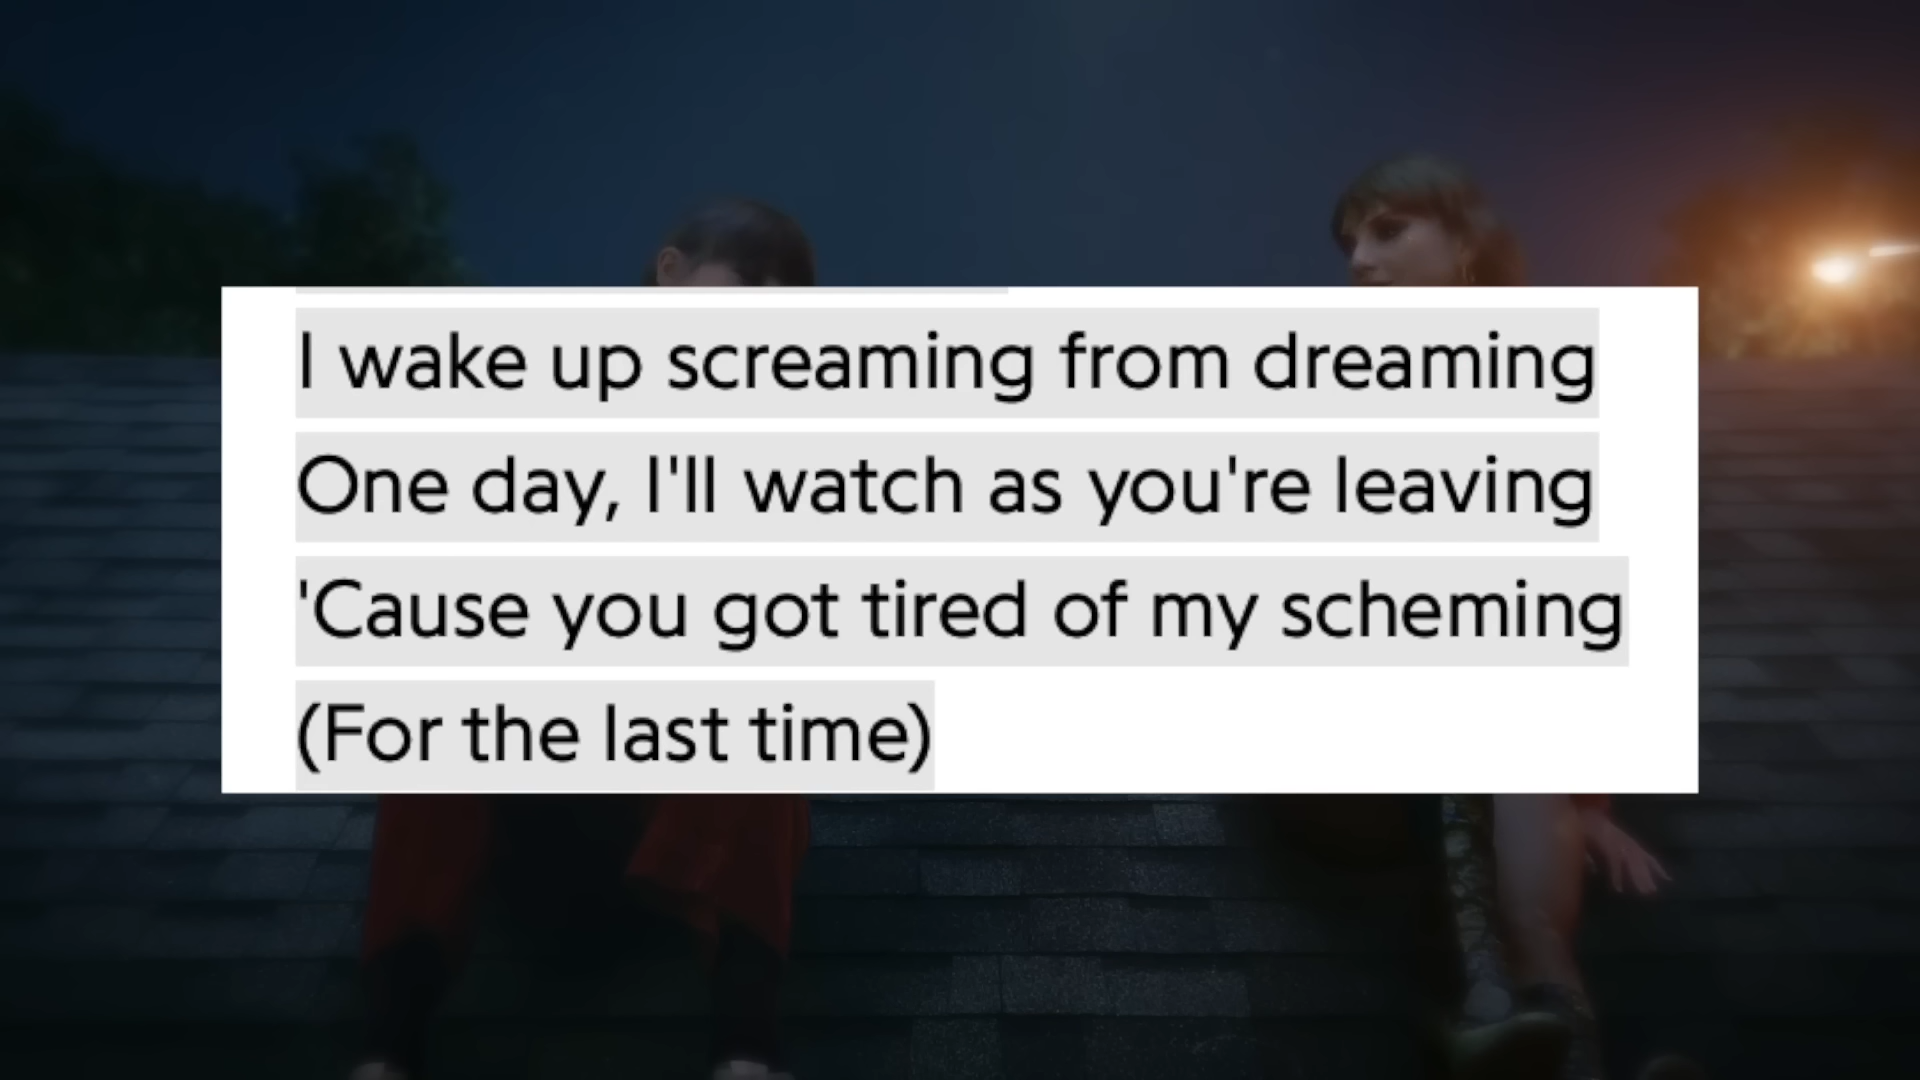 I wake up screaming from dreaming
One day, I'll watch as you're leaving
'Cause you got tired of my scheming
(For the last time)